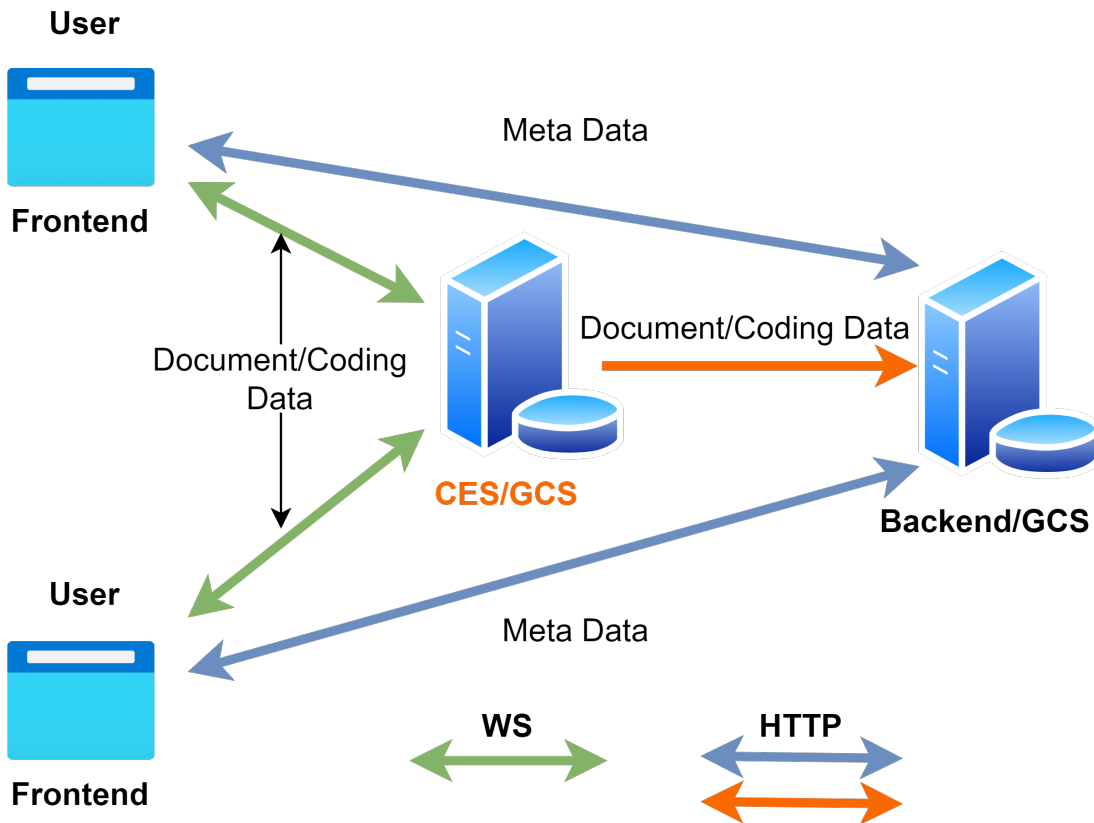 User
Frontend
Meta Data
Document/Coding
Data
Document/Coding Data
CES/GCS
Backend/GCS
User
Frontend
Meta Data
WS
HTTP